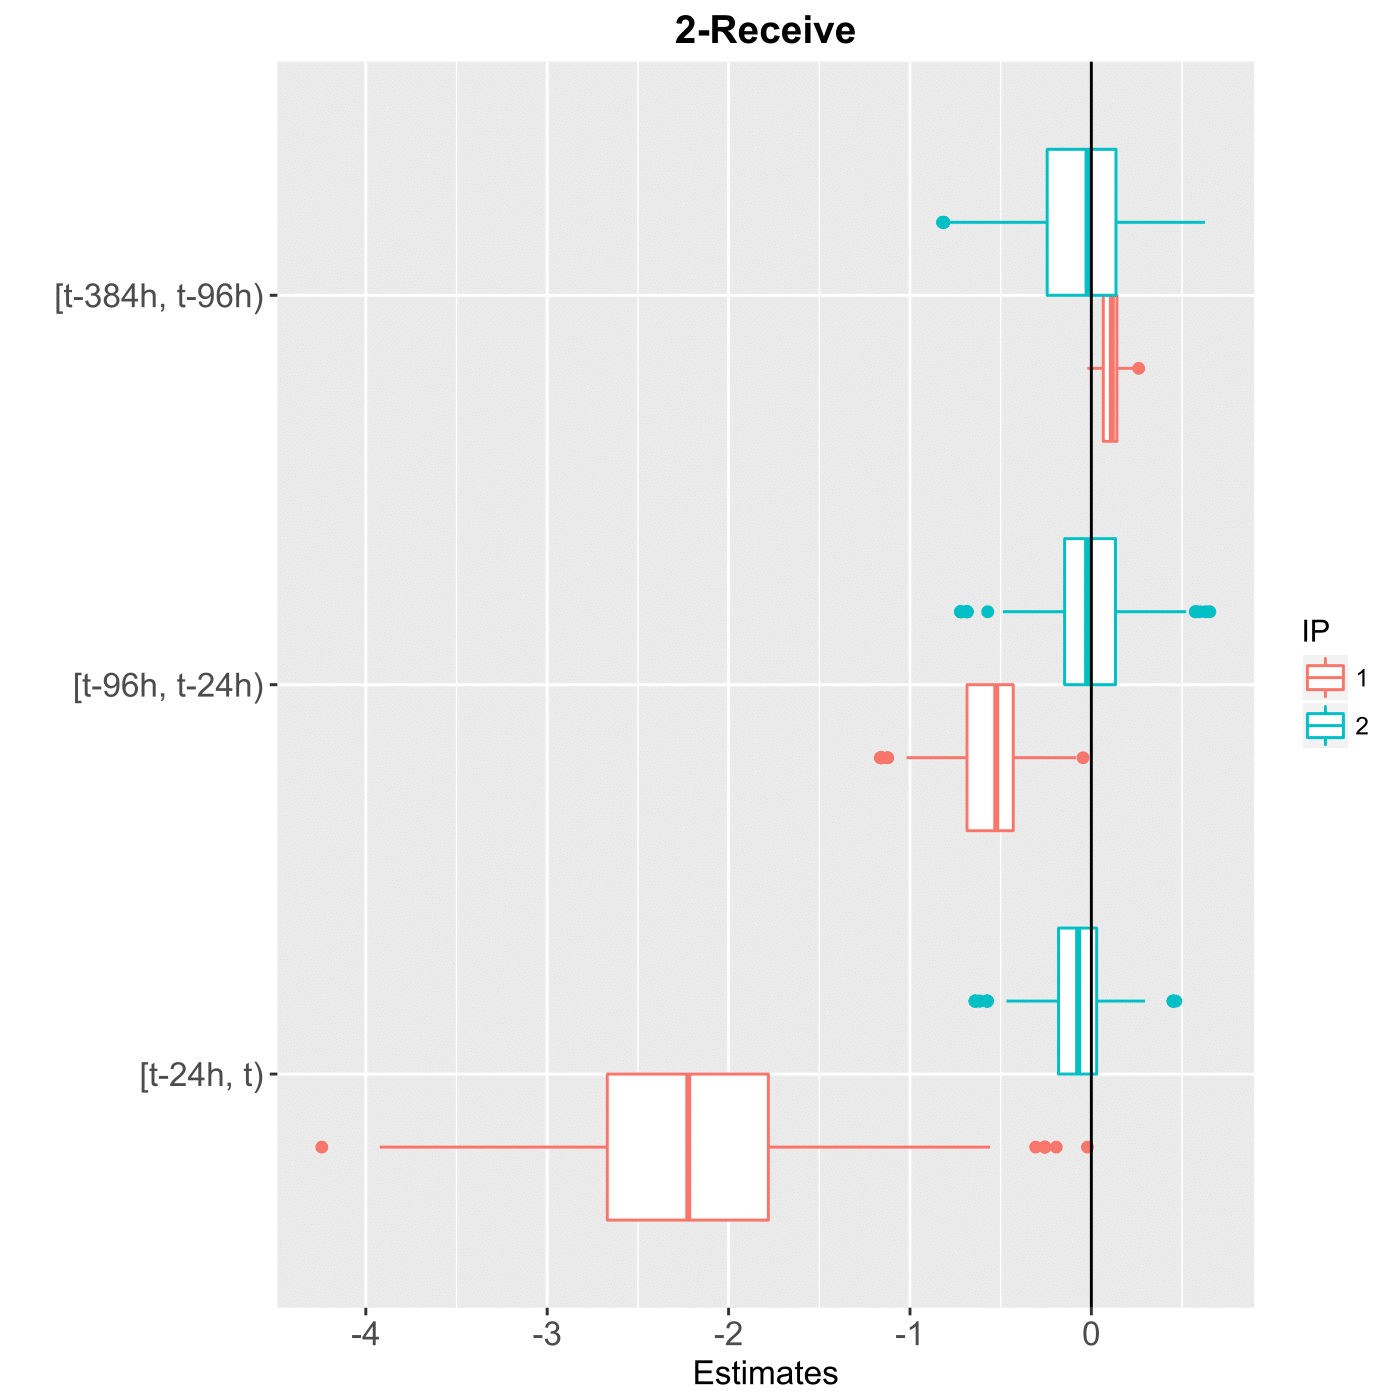 2-Receive
[t-384h, t-96h)
[t-96h, t-24h)
[t-24h, t)
-4 -3 -2 -1 0
Estimates
IP
1
2